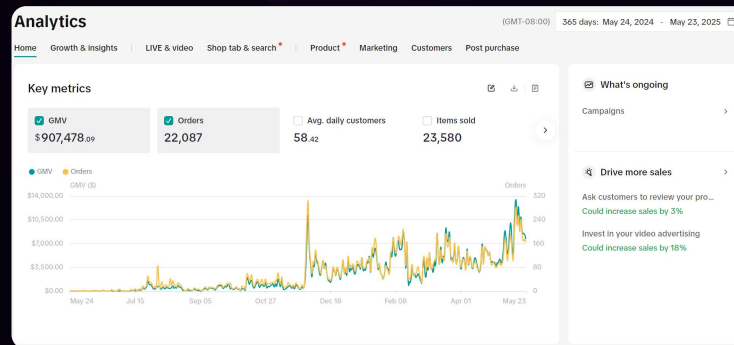 Analytics
(GMT-08:00) 365 days: May 24, 2024 - May 23, 2025
Home Growth & insights LIVE & video Shop tab & search Product Marketing Customers Post purchase
Key metrics
GMV
$907,478.09
Orders
22,087
Avg. daily customers
58.42
Items sold
23,580
GMV Orders
GMV ($) Orders
$14,000.00 320
$10,500.00 240
$7,000.00 160
$3,500.00 80
$0.00 0
May 24 Jul 15 Sep 05 Oct 27 Dec 18 Feb 08 Apr 01 May 23
What's ongoing
Campaigns
Drive more sales
Ask customers to review your pro...
Could increase sales by 3%
Invest in your video advertising
Could increase sales by 18%